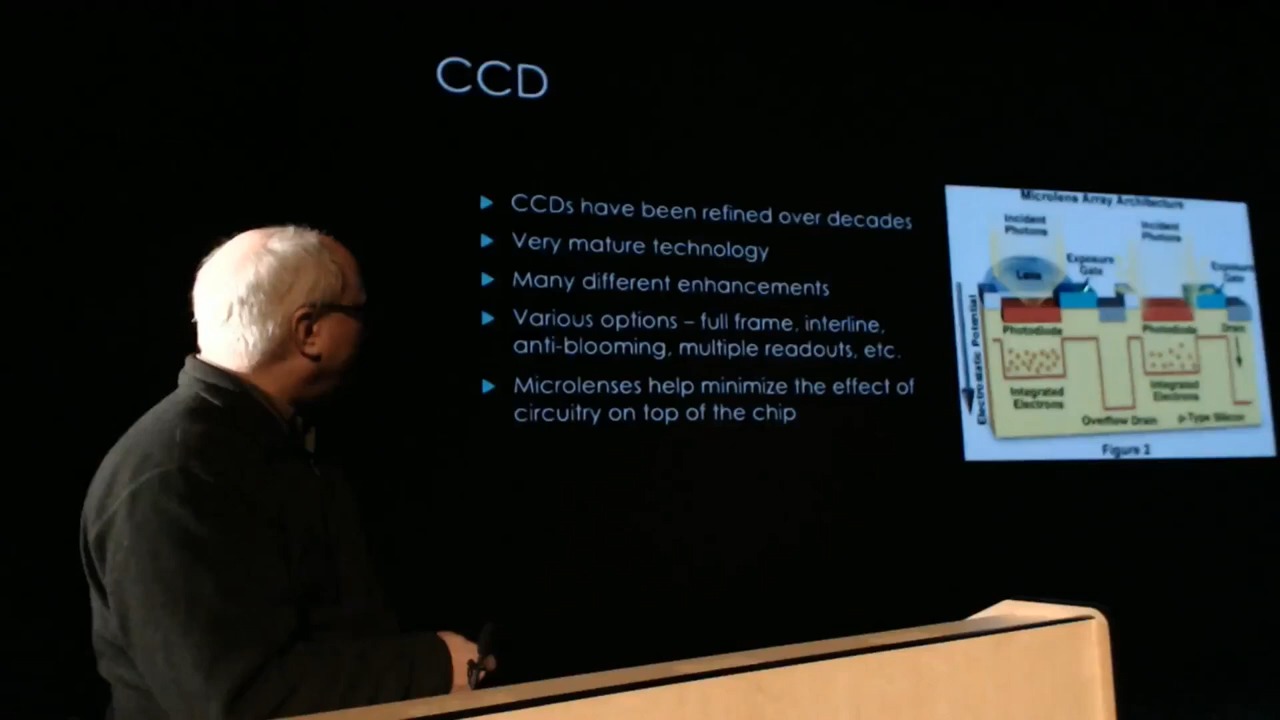 CCD
CCDs have been refined over decades
Very mature technology
Many different enhancements
Various options – full frame, interline,
anti-blooming, multiple readouts, etc.
Microlenses help minimize the effect of
circuitry on top of the chip
Microlens Array Architecture
Incident
Photons
Incident
Photons
Lens
Exposure
Gate
Exposure
Gate
Electrostatic Potential
Photodiode
Photodiode
Drain
Integrated
Electrons
Integrated
Electrons
Overflow Drain
p-Type Silicon
Figure